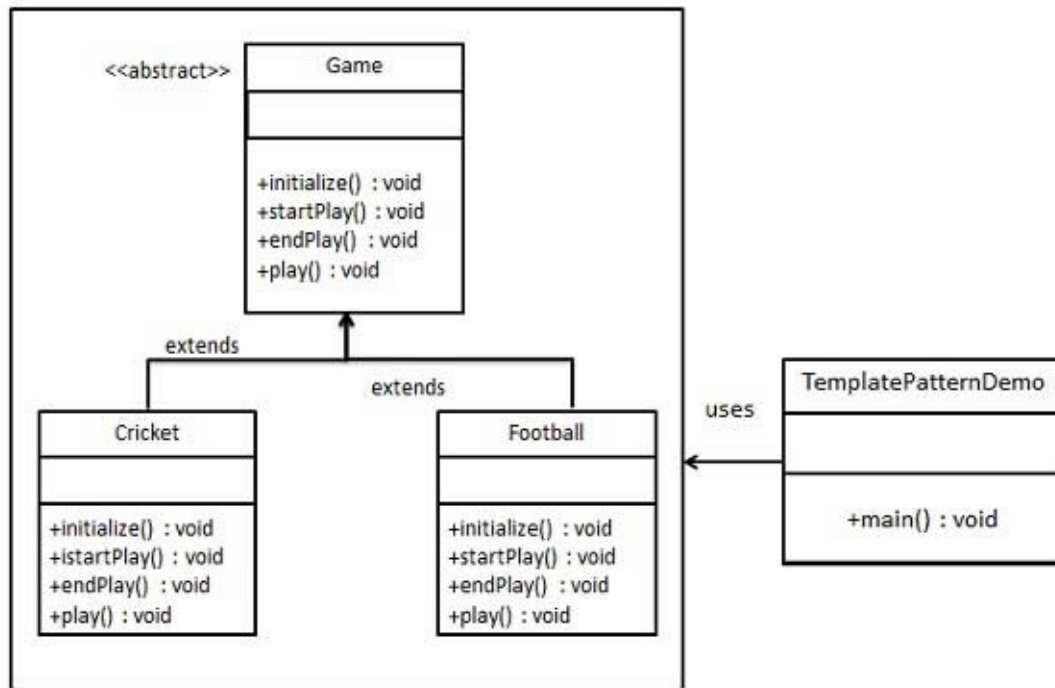 <<abstract>>
Game
+initialize() : void
+startPlay() : void
+endPlay() : void
+play() : void
extends
extends
Cricket
+initialize() : void
+istartPlay() : void
+endPlay() : void
+play() : void
Football
+initialize() : void
+startPlay() : void
+endPlay() : void
+play() : void
uses
TemplatePatternDemo
+main() : void